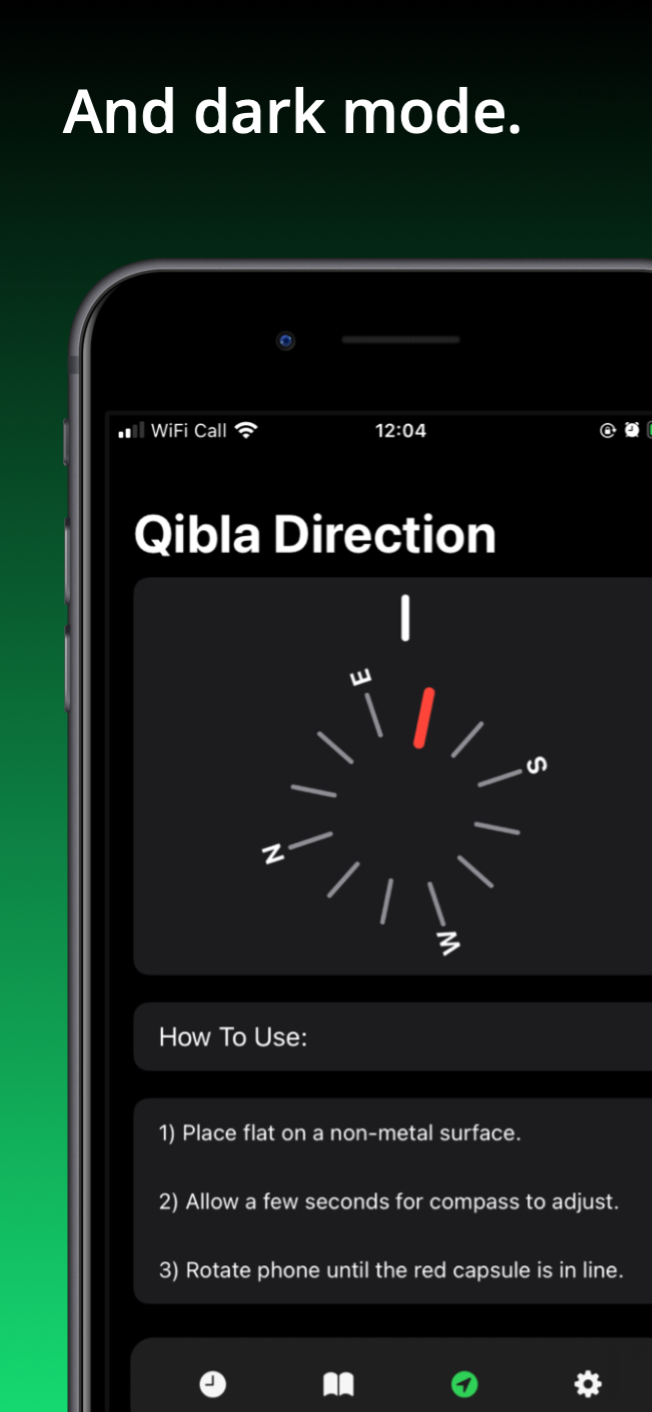 And dark mode.
WiFi Call
12:04
Qibla Direction
E
S
N
W
How To Use:
1) Place flat on a non-metal surface.
2) Allow a few seconds for compass to adjust.
3) Rotate phone until the red capsule is in line.